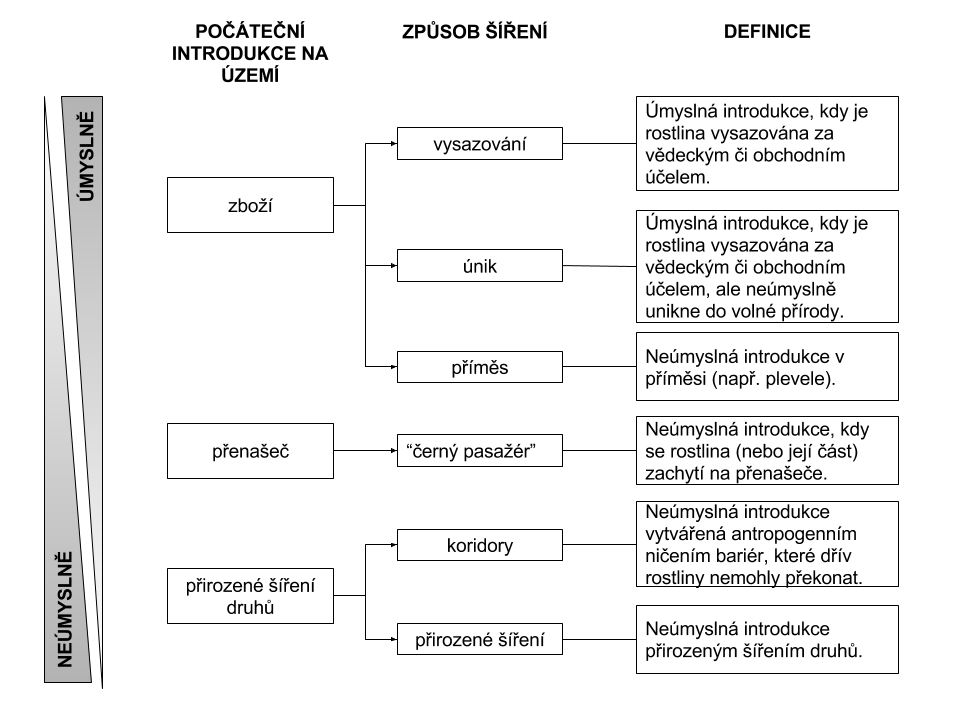 POČÁTEČNÍ
INTRODUKCE NA
ÚZEMÍ
ZPŮSOB ŠÍŘENÍ
DEFINICE
ÚMYSLNĚ
NEÚMYSLNĚ
zboží
vysazování
Úmyslná introdukce, kdy je
rostlina vysazována za
vědeckým či obchodním
účelem.
únik
Úmyslná introdukce, kdy je
rostlina vysazována za
vědeckým či obchodním
účelem, ale neúmyslně
unikne do volné přírody.
příměs
Neúmyslná introdukce v
příměsi (např. plevele).
přenašeč
“černý pasažér”
Neúmyslná introdukce, kdy
se rostlina (nebo její část)
zachytí na přenašeče.
přirozené šíření
druhů
koridory
Neúmyslná introdukce
vytvářená antropogenním
ničením bariér, které dřív
rostliny nemohly překonat.
přirozené šíření
Neúmyslná introdukce
přirozeným šířením druhů.